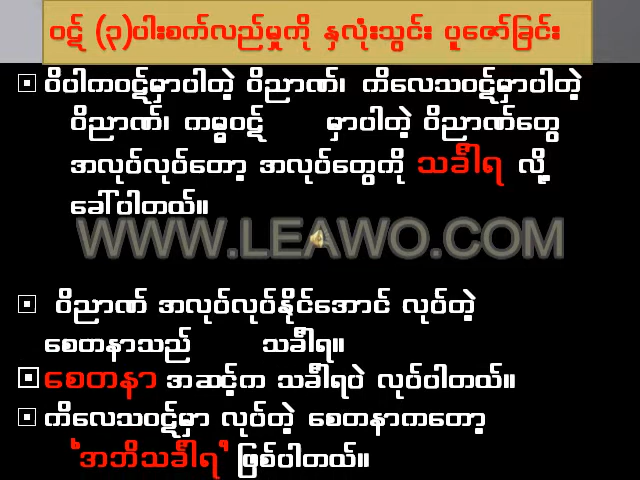 ဝဋ် (၃)ပါးစက်လည်မှုကို နှလုံးသွင်း ပူဇော်ခြင်း
ဝိပါကဝဋ်မှာပါတဲ့ ဝိညာဏ်၊ ကိလေသဝဋ်မှာပါတဲ့
ဝိညာဏ်၊ ကမ္မဝဋ် မှာပါတဲ့ ဝိညာဏ်တွေ
အလုပ်လုပ်တော့ အလုပ်တွေကို သင်္ခါရ လို့
ခေါ်ပါတယ်။
WWW.LEAWO.COM
ဝိညာဏ် အလုပ်လုပ်နိုင်အောင် လုပ်တဲ့
စေတနာသည် သင်္ခါရ။
စေတနာ အဆင့်က သင်္ခါရပဲ လုပ်ပါတယ်။
ကိလေသဝဋ်မှာ လုပ်တဲ့ စေတနာကတော့
“အဘိသင်္ခါရ” ဖြစ်ပါတယ်။